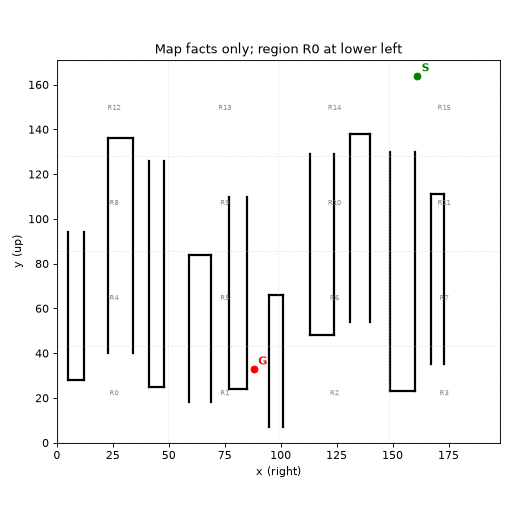 Map facts only; region R0 at lower left
S
160
R12
R13
R14
R15
140
120
R8
R9
R10
R11
100
y (up)
80
R4
R5
R6
R7
60
40
G
R0
R1
R2
R3
20
0
0
25
50
75
100
125
150
175
x (right)